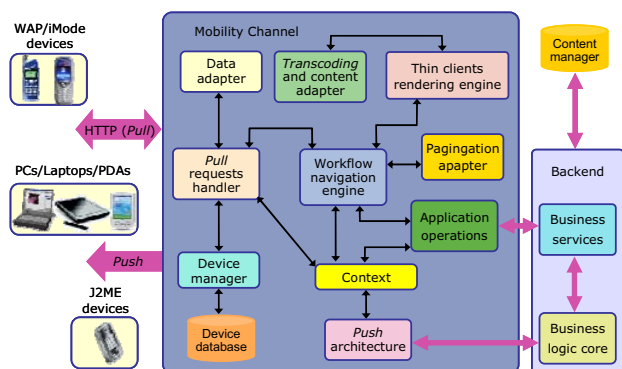 WAP/iMode
devices
HTTP (Pull)
PCs/Laptops/PDAs
Push
J2ME
devices
Mobility Channel
Data
adapter
Transcoding
and content
adapter
Thin clients
rendering engine
Pull
requests
handler
Workflow
navigation
engine
Pagingation
apapter
Application
operations
Device
manager
Context
Device
database
Push
architecture
Content
manager
Backend
Business
services
Business
logic core